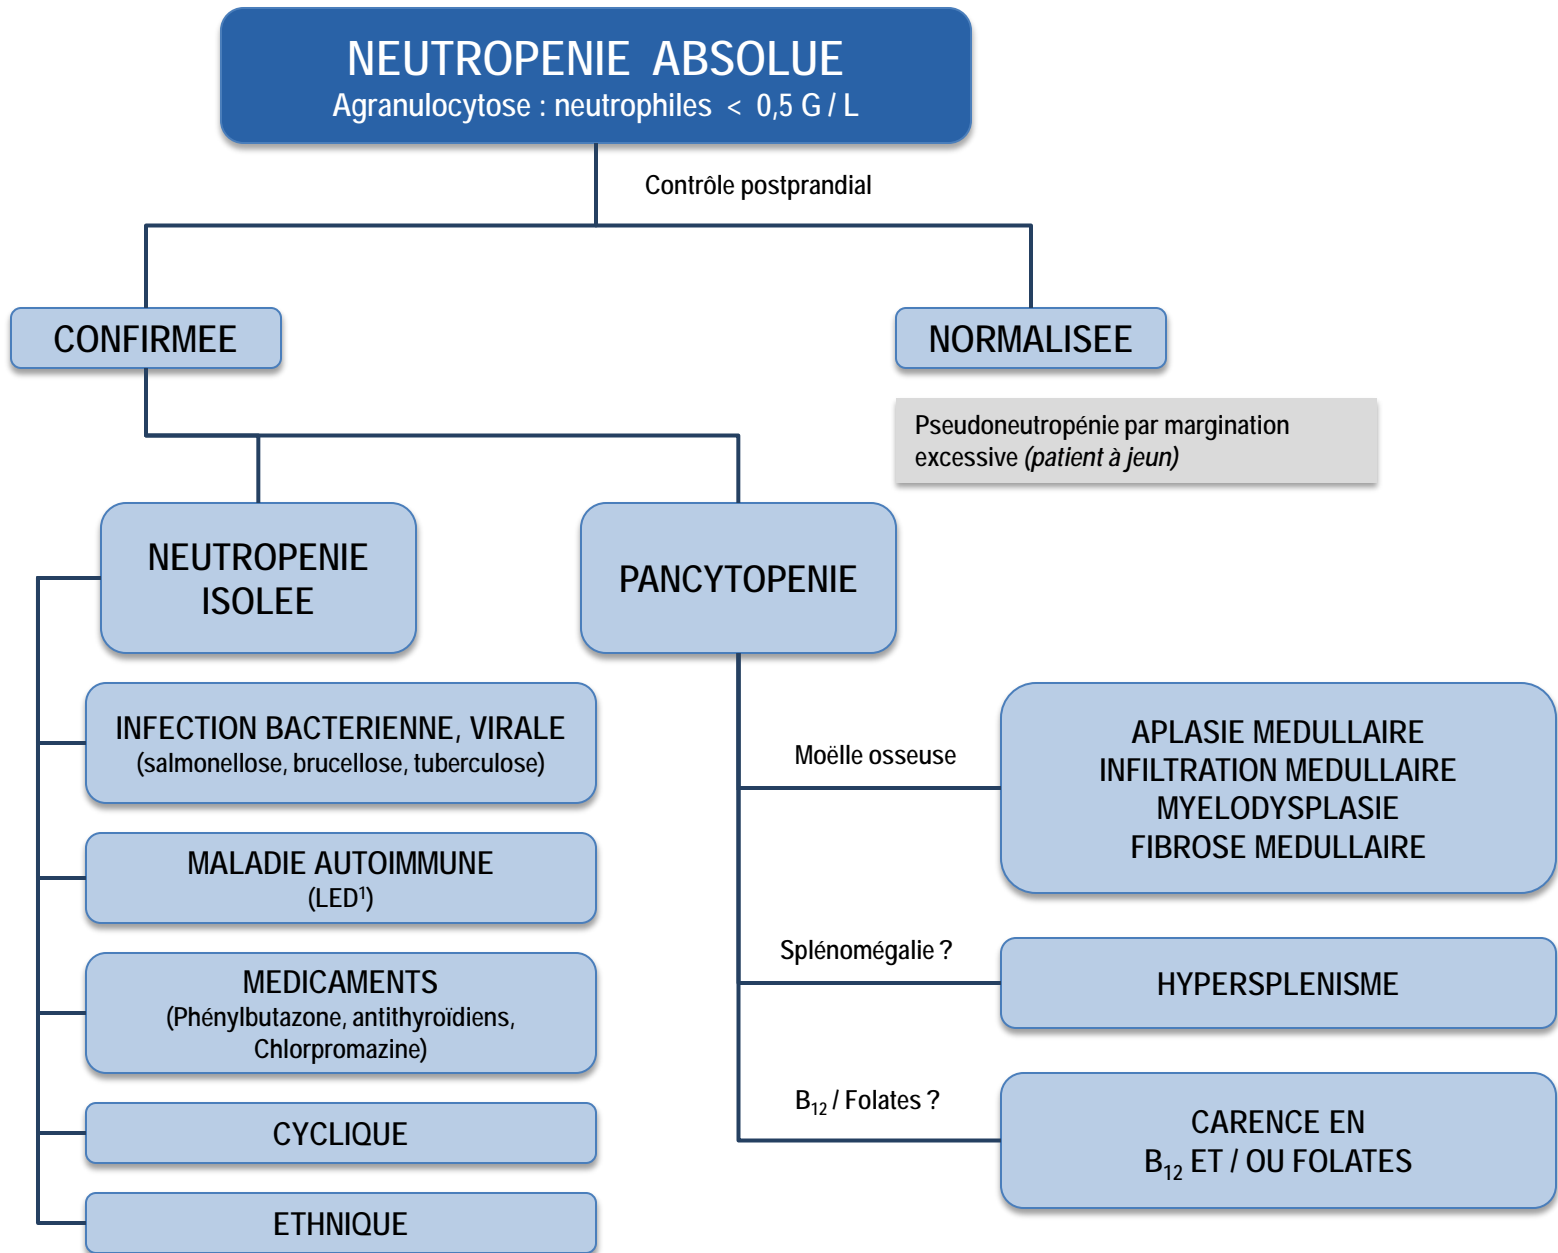 NEUTROPENIE ABSOLUE
Agranulocytose : neutrophiles < 0,5 G / L
Contrôle postprandial
CONFIRMEE
NORMALISEE
Pseudoneutropénie par margination
excessive (patient à jeun)
NEUTROPENIE
ISOLEE
PANCYTOPENIE
INFECTION BACTERIENNE, VIRALE
(salmonellose, brucellose, tuberculose)
MALADIE AUTOIMMUNE
(LED¹)
MEDICAMENTS
(Phénylbutazone, antithyroïdiens,
Chlorpromazine)
CYCLIQUE
ETHNIQUE
Moëlle osseuse
APLASIE MEDULLAIRE
INFILTRATION MEDULLAIRE
MYELODYSPLASIE
FIBROSE MEDULLAIRE
Splénomégalie ?
HYPERSPLENISME
B₁₂ / Folates ?
CARENCE EN
B₁₂ ET / OU FOLATES